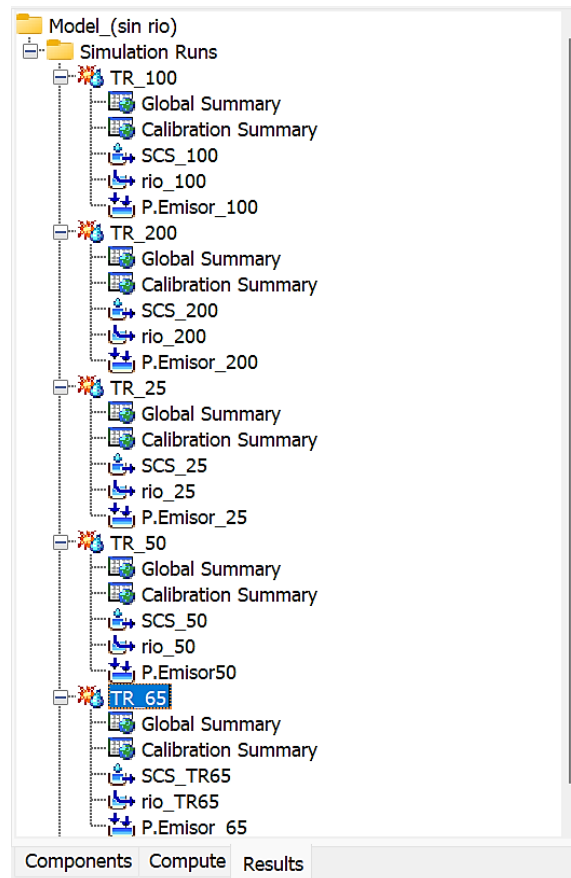 Model_(sin rio)
Simulation Runs
TR_100
Global Summary
Calibration Summary
SCS_100
rio_100
P.Emisor_100
TR_200
Global Summary
Calibration Summary
SCS_200
rio_200
P.Emisor_200
TR_25
Global Summary
Calibration Summary
SCS_25
rio_25
P.Emisor_25
TR_50
Global Summary
Calibration Summary
SCS_50
rio_50
P.Emisor50
TR_65
Global Summary
Calibration Summary
SCS_TR65
rio_TR65
P.Emisor_65
Components Compute Results